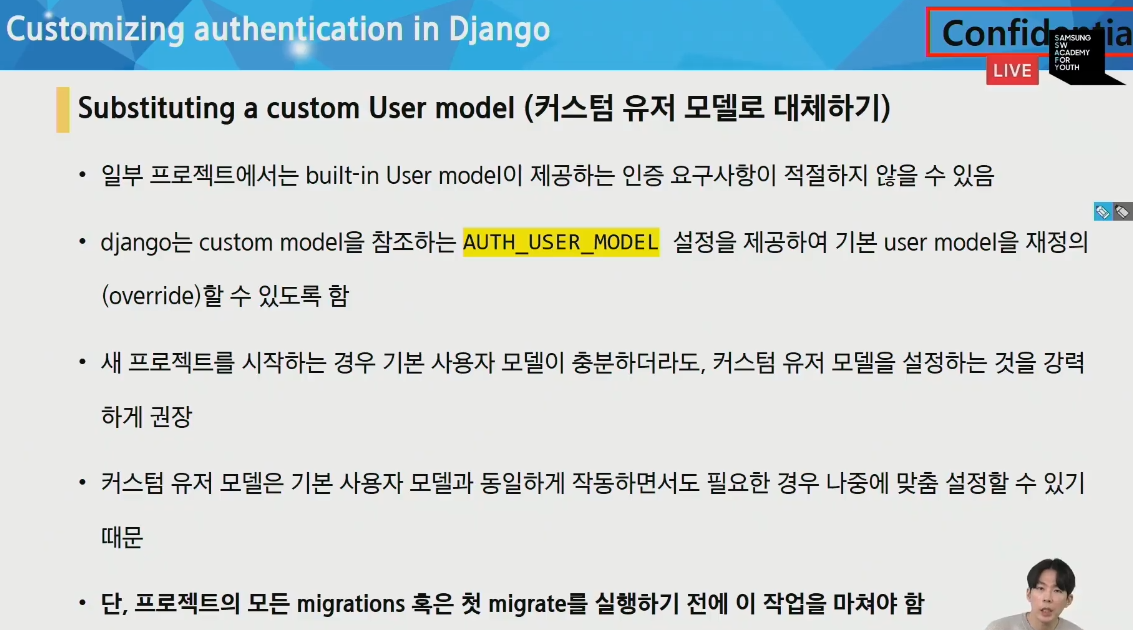 Customizing authentication in Django
Confidentia
SAMSUNG
SW
ACADEMY
FOR
YOUTH
LIVE
Substituting a custom User model (커스텀 유저 모델로 대체하기)
• 일부 프로젝트에서는 built-in User model이 제공하는 인증 요구사항이 적절하지 않을 수 있음
• django는 custom model을 참조하는 AUTH_USER_MODEL 설정을 제공하여 기본 user model을 재정의
(override)할 수 있도록 함
• 새 프로젝트를 시작하는 경우 기본 사용자 모델이 충분하더라도, 커스텀 유저 모델을 설정하는 것을 강력
하게 권장
• 커스텀 유저 모델은 기본 사용자 모델과 동일하게 작동하면서도 필요한 경우 나중에 맞춤 설정할 수 있기
때문
• 단, 프로젝트의 모든 migrations 혹은 첫 migrate를 실행하기 전에 이 작업을 마쳐야 함